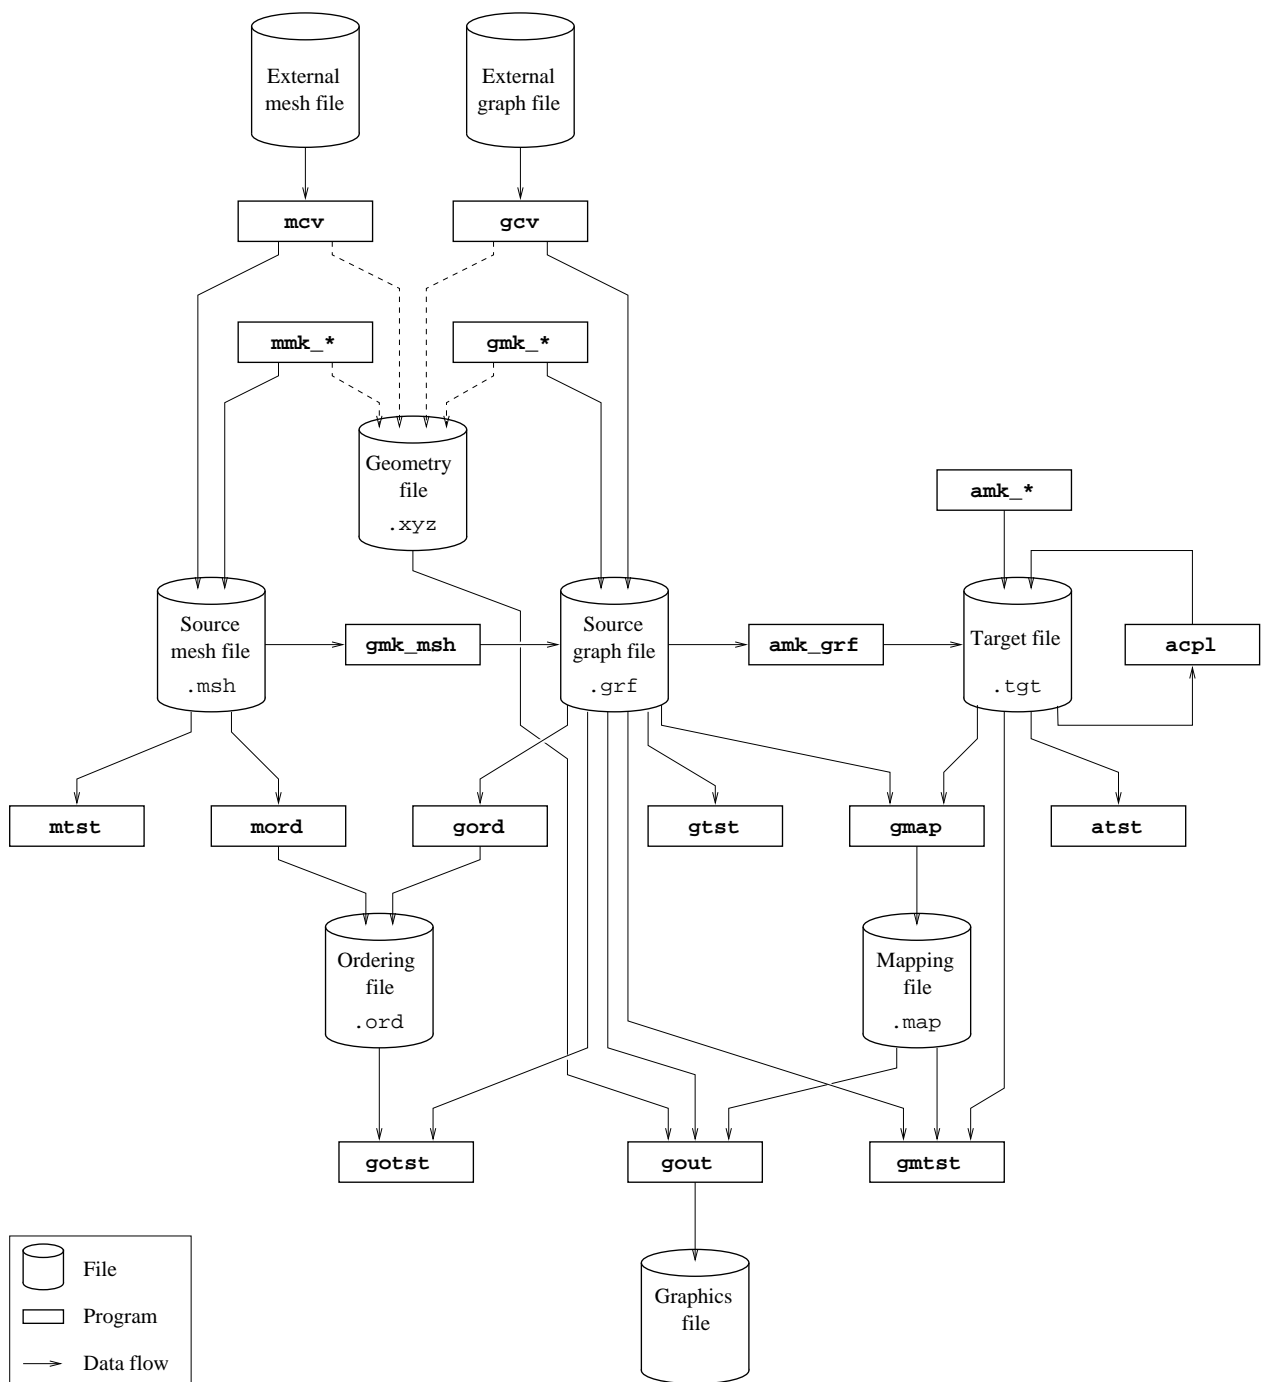 External
mesh file
External
graph file
mcv
gcv
mmk_*
gmk_*
Geometry
file
.xyz
amk_*
Source
mesh file
.msh
gmk_msh
Source
graph file
.grf
amk_grf
Target file
.tgt
acpl
mtst
mord
gord
gtst
gmap
atst
Ordering
file
.ord
Mapping
file
.map
gotst
gout
gmtst
File
Program
Data flow
Graphics
file